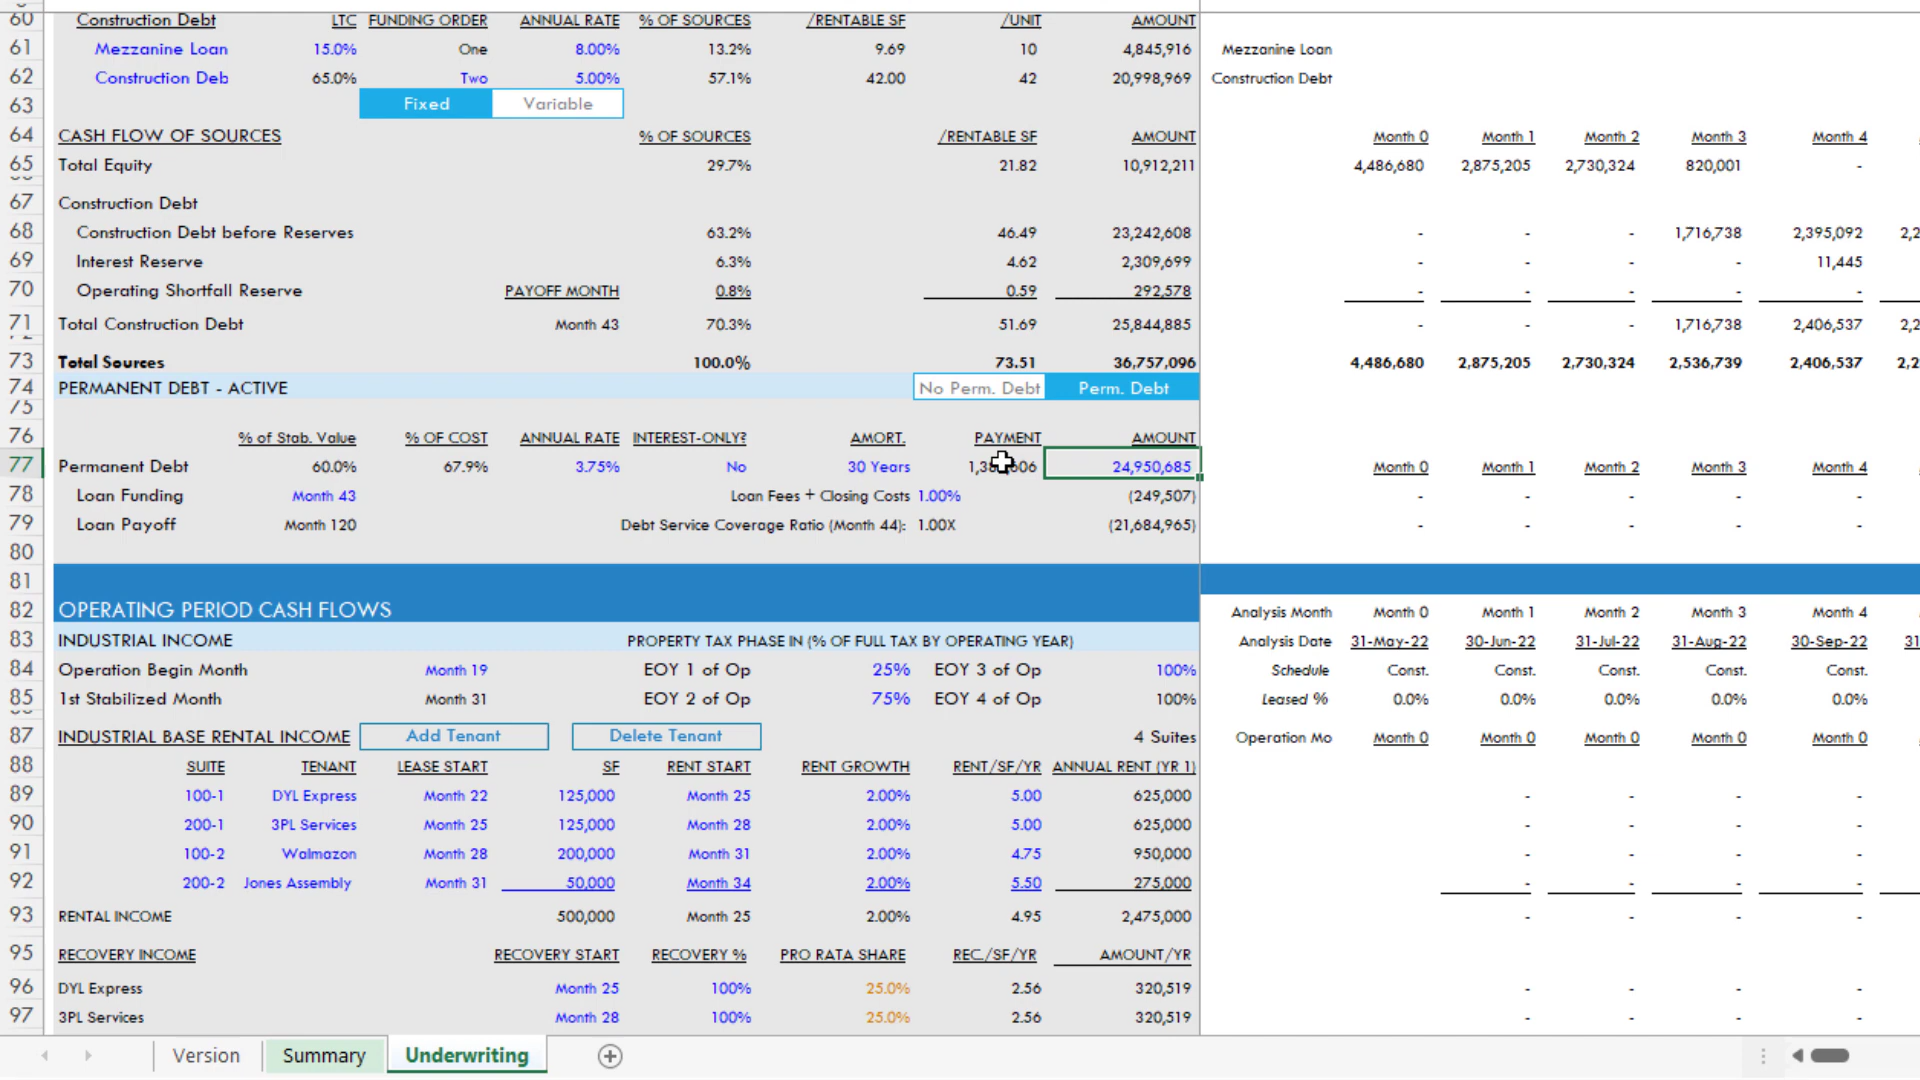 60 Construction Debt LTC FUNDING ORDER ANNUAL RATE % OF SOURCES /RENTABLE SF /UNIT AMOUNT
61 Mezzanine Loan 15.0% One 8.00% 13.2% 9.69 10 4,845,916 Mezzanine Loan
62 Construction Deb 65.0% Two 5.00% 57.1% 42.00 42 20,998,969 Construction Debt
63 Fixed Variable
64 CASH FLOW OF SOURCES % OF SOURCES /RENTABLE SF AMOUNT Month 0 Month 1 Month 2 Month 3 Month 4
65 Total Equity 29.7% 21.82 10,912,211 4,486,680 2,875,205 2,730,324 820,001 -
67 Construction Debt
68 Construction Debt before Reserves 63.2% 46.49 23,242,608 - - - 1,716,738 2,395,092 2,2
69 Interest Reserve 6.3% 4.62 2,309,699 - - - - 11,445
70 Operating Shortfall Reserve PAYOFF MONTH 0.8% 0.59 292,578 - - - - -
71 Total Construction Debt Month 43 70.3% 51.69 25,844,885 - - - 1,716,738 2,406,537 2,2
73 Total Sources 100.0% 73.51 36,757,096 4,486,680 2,875,205 2,730,324 2,536,739 2,406,537 2,2
74 PERMANENT DEBT - ACTIVE No Perm. Debt Perm. Debt
75
76 % of Stab. Value % OF COST ANNUAL RATE INTEREST-ONLY? AMORT. PAYMENT AMOUNT
77 Permanent Debt 60.0% 67.9% 3.75% No 30 Years 24,950,685 Month 0 Month 1 Month 2 Month 3 Month 4
78 Loan Funding Month 43 Loan Fees + Closing Costs 1.00% (249,507) - - - - -
79 Loan Payoff Month 120 Debt Service Coverage Ratio (Month 44): 1.00X (21,684,965) - - - - -
80
81
82 OPERATING PERIOD CASH FLOWS Analysis Month Month 0 Month 1 Month 2 Month 3 Month 4
83 INDUSTRIAL INCOME PROPERTY TAX PHASE IN (% OF FULL TAX BY OPERATING YEAR) Analysis Date 31-May-22 30-Jun-22 31-Jul-22 31-Aug-22 30-Sep-22 31
84 Operation Begin Month Month 19 EOY 1 of Op 25% EOY 3 of Op 100% Schedule Const. Const. Const. Const. Const.
85 1st Stabilized Month Month 31 EOY 2 of Op 75% EOY 4 of Op 100% Leased % 0.0% 0.0% 0.0% 0.0% 0.0%
87 INDUSTRIAL BASE RENTAL INCOME Add Tenant Delete Tenant 4 Suites Operation Mo Month 0 Month 0 Month 0 Month 0 Month 0
88 SUITE TENANT LEASE START SF RENT START RENT GROWTH RENT/SF/YR ANNUAL RENT (YR 1)
89 100-1 DYL Express Month 22 125,000 Month 25 2.00% 5.00 625,000 - - - -
90 200-1 3PL Services Month 25 125,000 Month 28 2.00% 5.00 625,000 - - - -
91 100-2 Walmazon Month 28 200,000 Month 31 2.00% 4.75 950,000 - - - -
92 200-2 Jones Assembly Month 31 50,000 Month 34 2.00% 5.50 275,000 - - - -
93 RENTAL INCOME 500,000 Month 25 2.00% 4.95 2,475,000 - - - -
95 RECOVERY INCOME RECOVERY START RECOVERY % PRO RATA SHARE REC./SF/YR AMOUNT/YR
96 DYL Express Month 25 100% 25.0% 2.56 320,519 - - - -
97 3PL Services Month 28 100% 25.0% 2.56 320,519 - - - -
Version Summary Underwriting